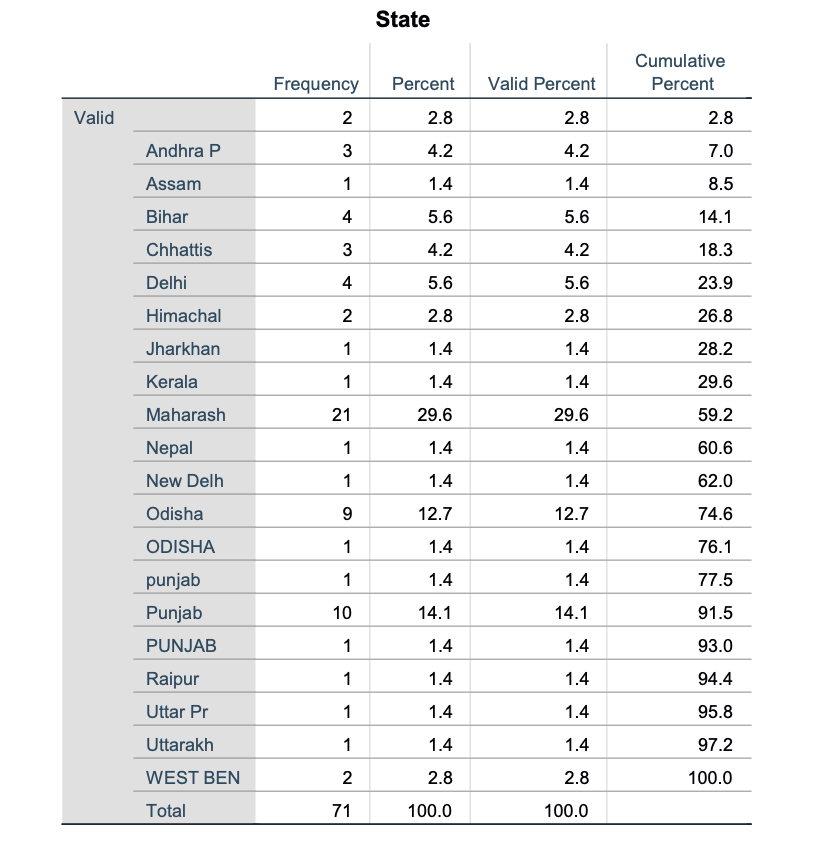 State
Frequency Percent Valid Percent Cumulative Percent
Valid 2 2.8 2.8 2.8
Andhra P 3 4.2 4.2 7.0
Assam 1 1.4 1.4 8.5
Bihar 4 5.6 5.6 14.1
Chhattis 3 4.2 4.2 18.3
Delhi 4 5.6 5.6 23.9
Himachal 2 2.8 2.8 26.8
Jharkhan 1 1.4 1.4 28.2
Kerala 1 1.4 1.4 29.6
Maharash 21 29.6 29.6 59.2
Nepal 1 1.4 1.4 60.6
New Delh 1 1.4 1.4 62.0
Odisha 9 12.7 12.7 74.6
ODISHA 1 1.4 1.4 76.1
punjab 1 1.4 1.4 77.5
Punjab 10 14.1 14.1 91.5
PUNJAB 1 1.4 1.4 93.0
Raipur 1 1.4 1.4 94.4
Uttar Pr 1 1.4 1.4 95.8
Uttarakh 1 1.4 1.4 97.2
WEST BEN 2 2.8 2.8 100.0
Total 71 100.0 100.0